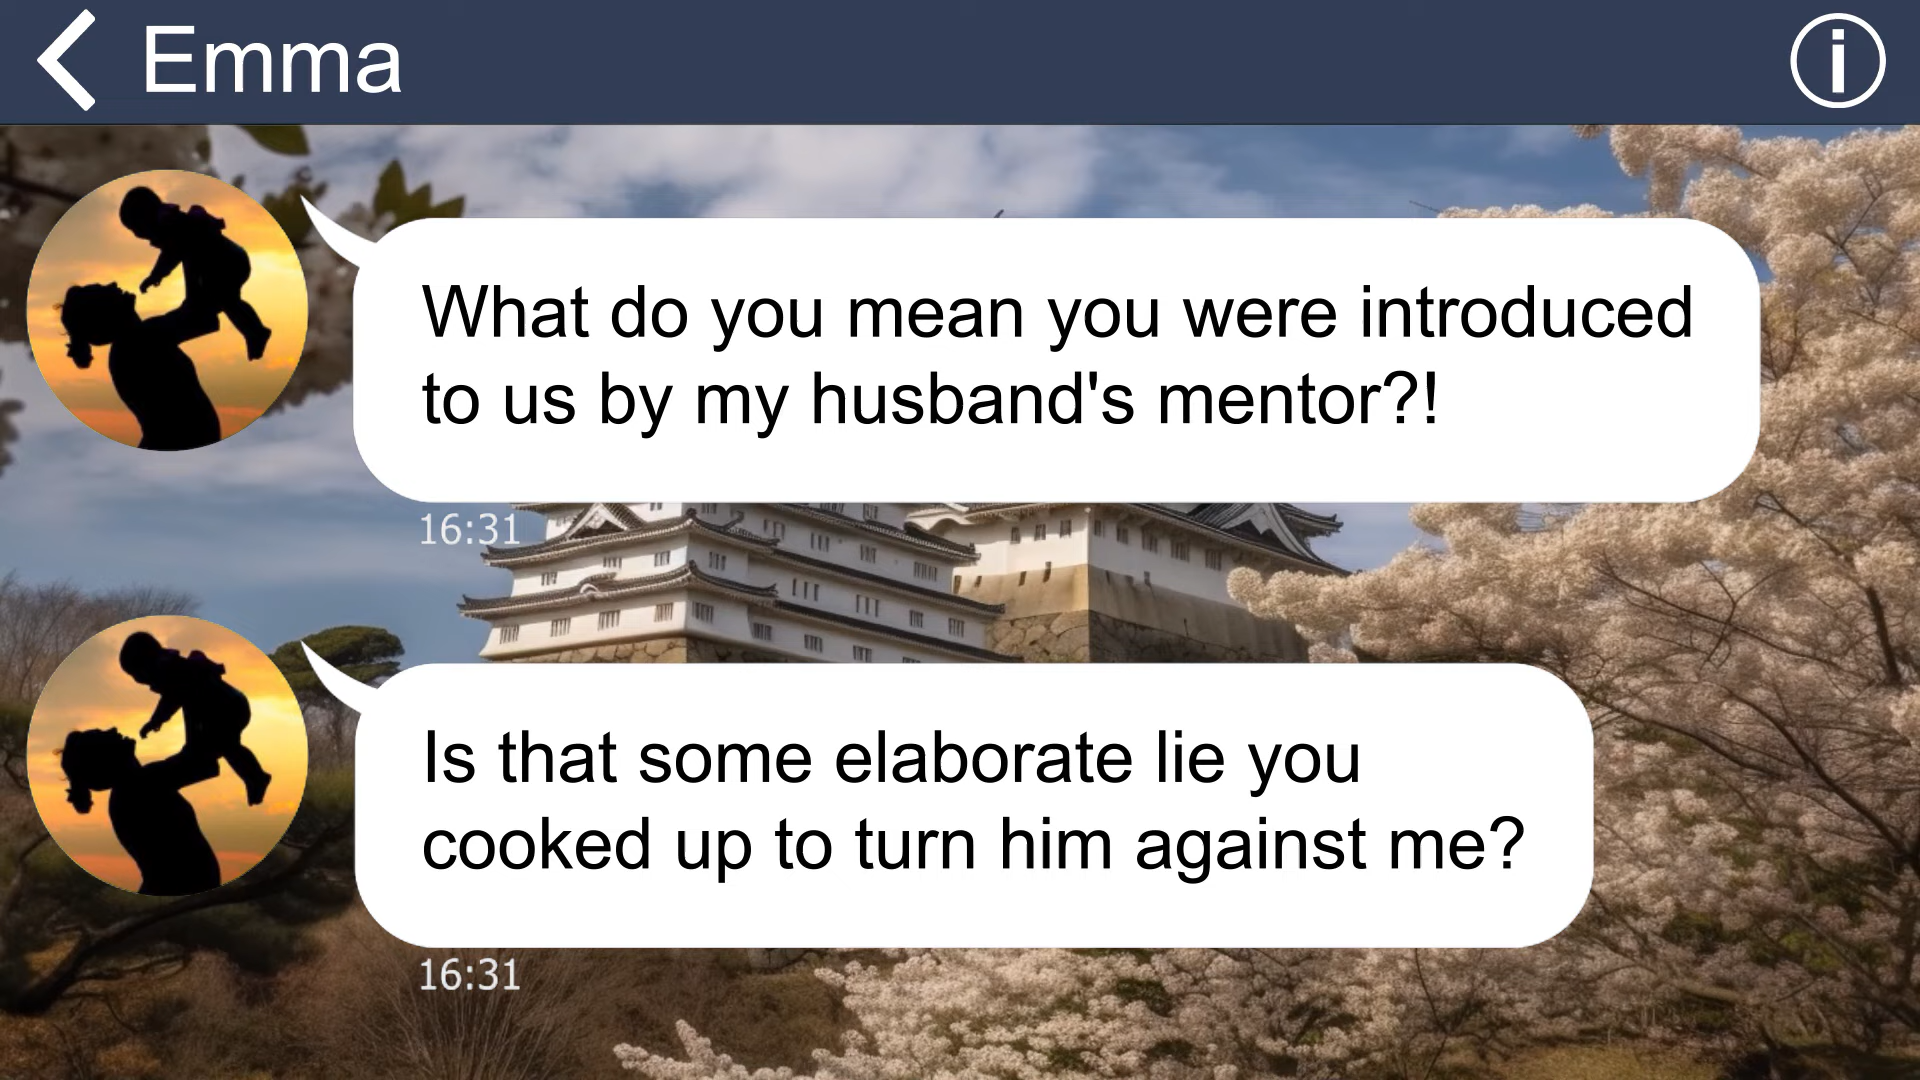 Emma
What do you mean you were introduced
to us by my husband's mentor?!
16:31
Is that some elaborate lie you
cooked up to turn him against me?
16:31